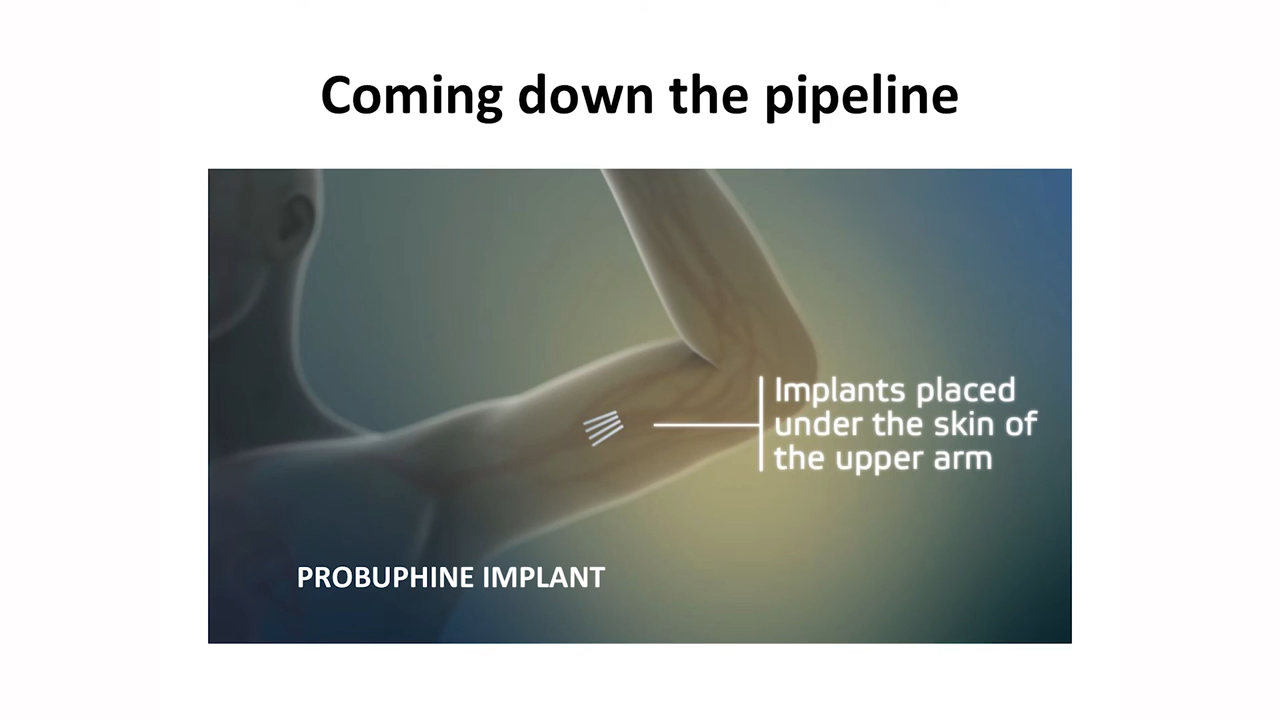 Coming down the pipeline
Implants placed
under the skin of
the upper arm
PROBUPHINE IMPLANT